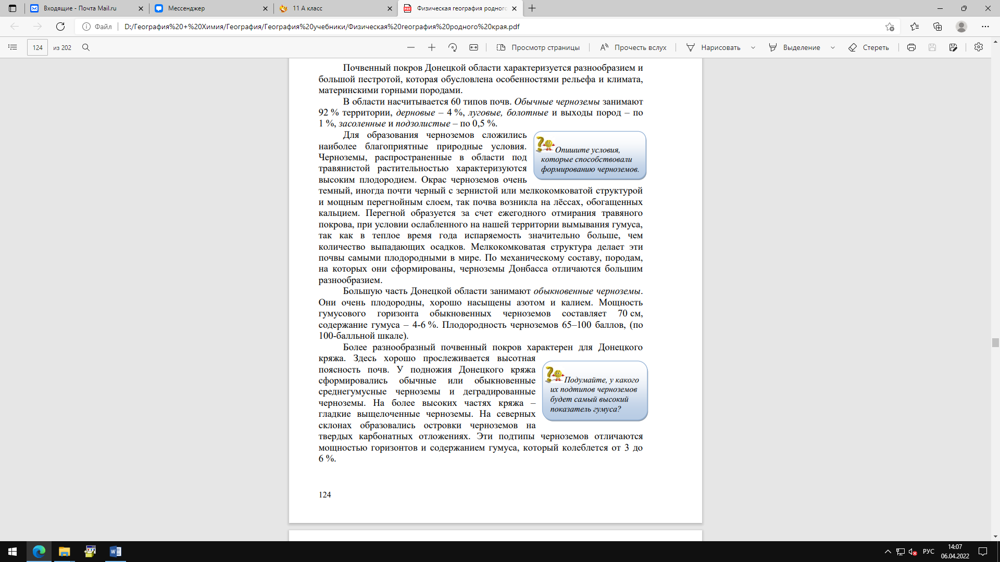 Входящие - Почта Mail.ru
Мессенджер
11 А класс
Физическая география родног
Файл
D:/География%20+%20Химия/География/География%20учебники/Физическая%20география%20родного%20края.pdf
124 из 202
Просмотр страницы
Прочесть вслух
Нарисовать
Выделение
Стереть
Почвенный покров Донецкой области характеризуется разнообразием и
большой пестротой, которая обусловлена особенностями рельефа и климата,
материнскими горными породами.
В области насчитывается 60 типов почв. Обычные черноземы занимают
92 % территории, дерновые – 4 %, луговые, болотные и выходы пород – по
1 %, засоленные и подзолистые – по 0,5 %.
Для образования черноземов сложились
наиболее благоприятные природные условия.
Черноземы, распространенные в области под
травянистой растительностью характеризуются
высоким плодородием. Окрас черноземов очень
темный, иногда почти черный с зернистой или мелкокомковатой структурой
и мощным перегнойным слоем, так почва возникла на лёссах, обогащенных
кальцием. Перегной образуется за счет ежегодного отмирания травяного
покрова, при условии ослабленного на нашей территории вымывания гумуса,
так как в теплое время года испаряемость значительно больше, чем
количество выпадающих осадков. Мелкокомковатая структура делает эти
почвы самыми плодородными в мире. По механическому составу, породам,
на которых они сформированы, черноземы Донбасса отличаются большим
разнообразием.
Опишите условия,
которые способствовали
формированию черноземов.
Большую часть Донецкой области занимают обыкновенные черноземы.
Они очень плодородны, хорошо насыщены азотом и калием. Мощность
гумусового горизонта обыкновенных черноземов составляет 70 см,
содержание гумуса – 4-6 %. Плодородность черноземов 65–100 баллов, (по
100-балльной шкале).
Более разнообразный почвенный покров характерен для Донецкого
кряжа. Здесь хорошо прослеживается высотная
поясность почв. У подножия Донецкого кряжа
сформировались обычные или обыкновенные
среднегумусные черноземы и деградированные
черноземы. На более высоких частях кряжа –
гладкие выщелоченные черноземы. На северных
склонах образовались островки черноземов на
твердых карбонатных отложениях. Эти подтипы черноземов отличаются
мощностью горизонтов и содержанием гумуса, который колеблется от 3 до
6 %.
Подумайте, у какого
их подтипов черноземов
будет самый высокий
показатель гумуса?
124
РУС
14:07
06.04.2022